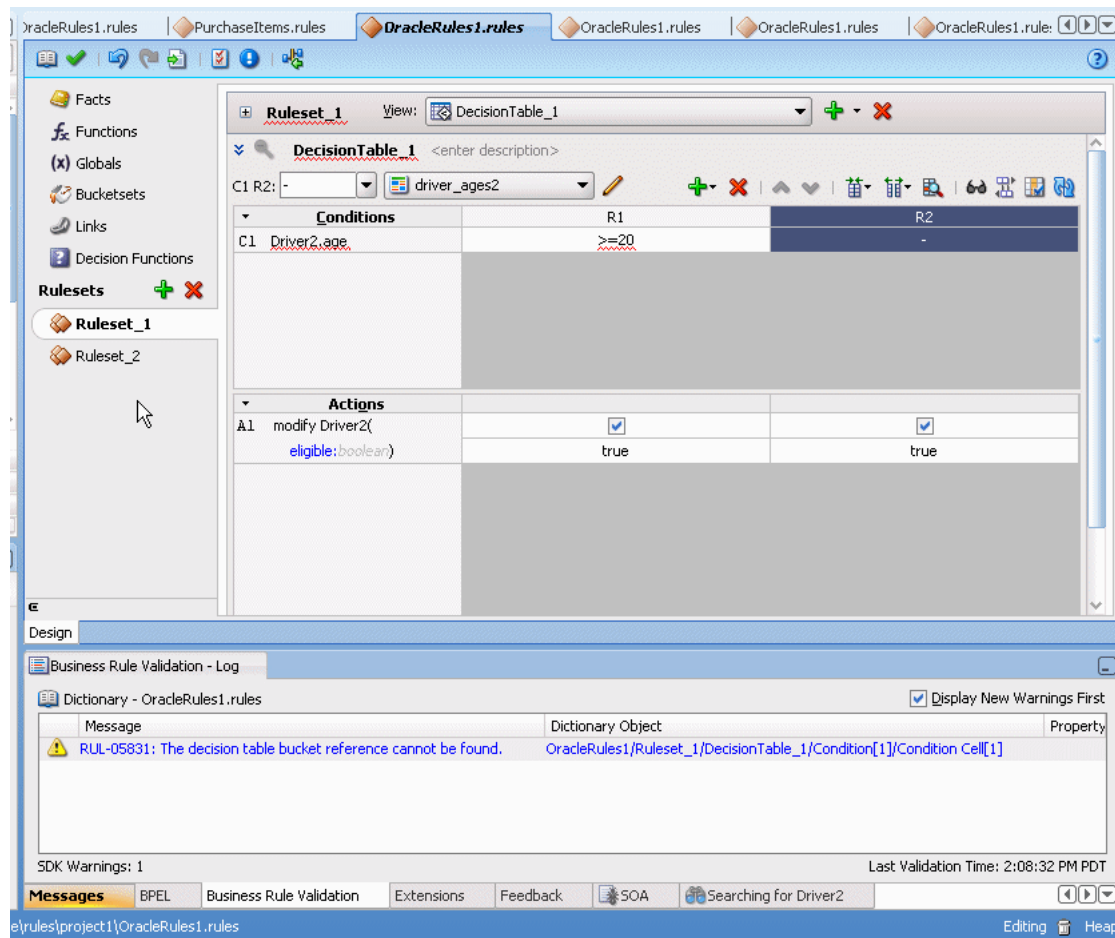 OracleRules1.rules PurchaseItems.rules OracleRules1.rules OracleRules1.rules OracleRules1.rules OracleRules1.rule:
Facts
Functions
(x) Globals
Bucketsets
Links
Decision Functions
Rulesets
Ruleset_1
Ruleset_2
Ruleset_1 View: DecisionTable_1
DecisionTable_1 <enter description>
C1 R2: - driver_ages2
Conditions R1 R2
C1 Driver2.age >=20 -
Actions
A1 modify Driver2(
eligible:boolean) true true
Design
Business Rule Validation - Log
Dictionary - OracleRules1.rules Display New Warnings First
Message Dictionary Object Property
RUL-05831: The decision table bucket reference cannot be found. OracleRules1/Ruleset_1/DecisionTable_1/Condition[1]/Condition Cell[1]
SDK Warnings: 1 Last Validation Time: 2:08:32 PM PDT
Messages BPEL Business Rule Validation Extensions Feedback SOA Searching for Driver2
e\rules\project1\OracleRules1.rules Editing Heap